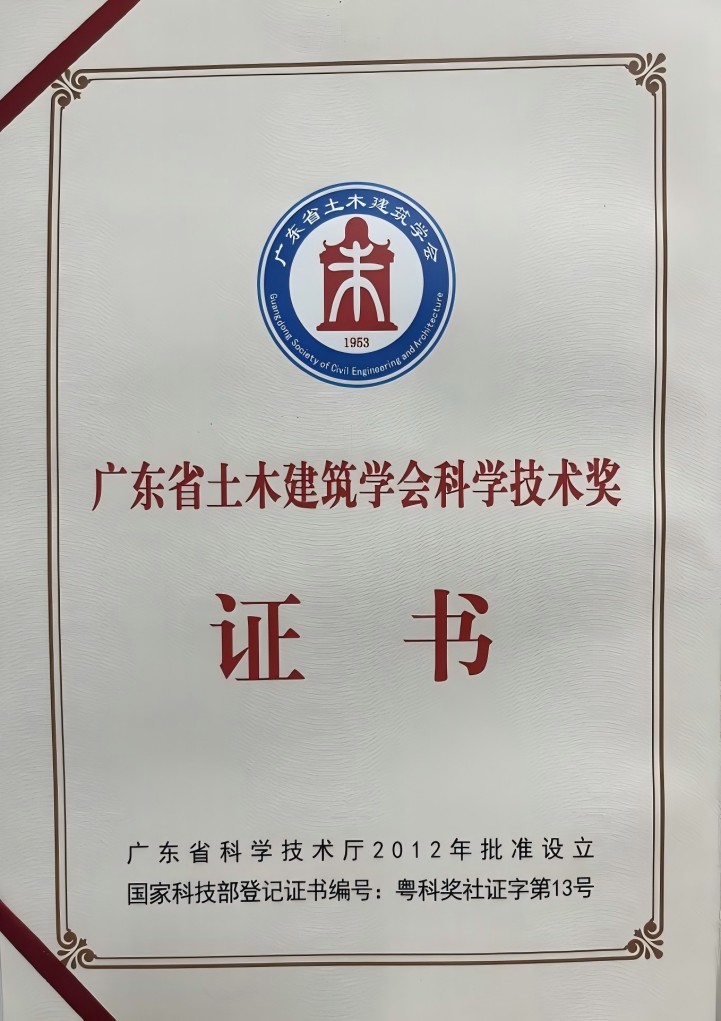 广东省土木建筑学会
1953
Guangdong Society of Civil Engineering and Architecture
广东省土木建筑学会科学技术奖
证 书
广东省科学技术厅2012年批准设立
国家科技部登记证书编号：粤科奖社证字第13号